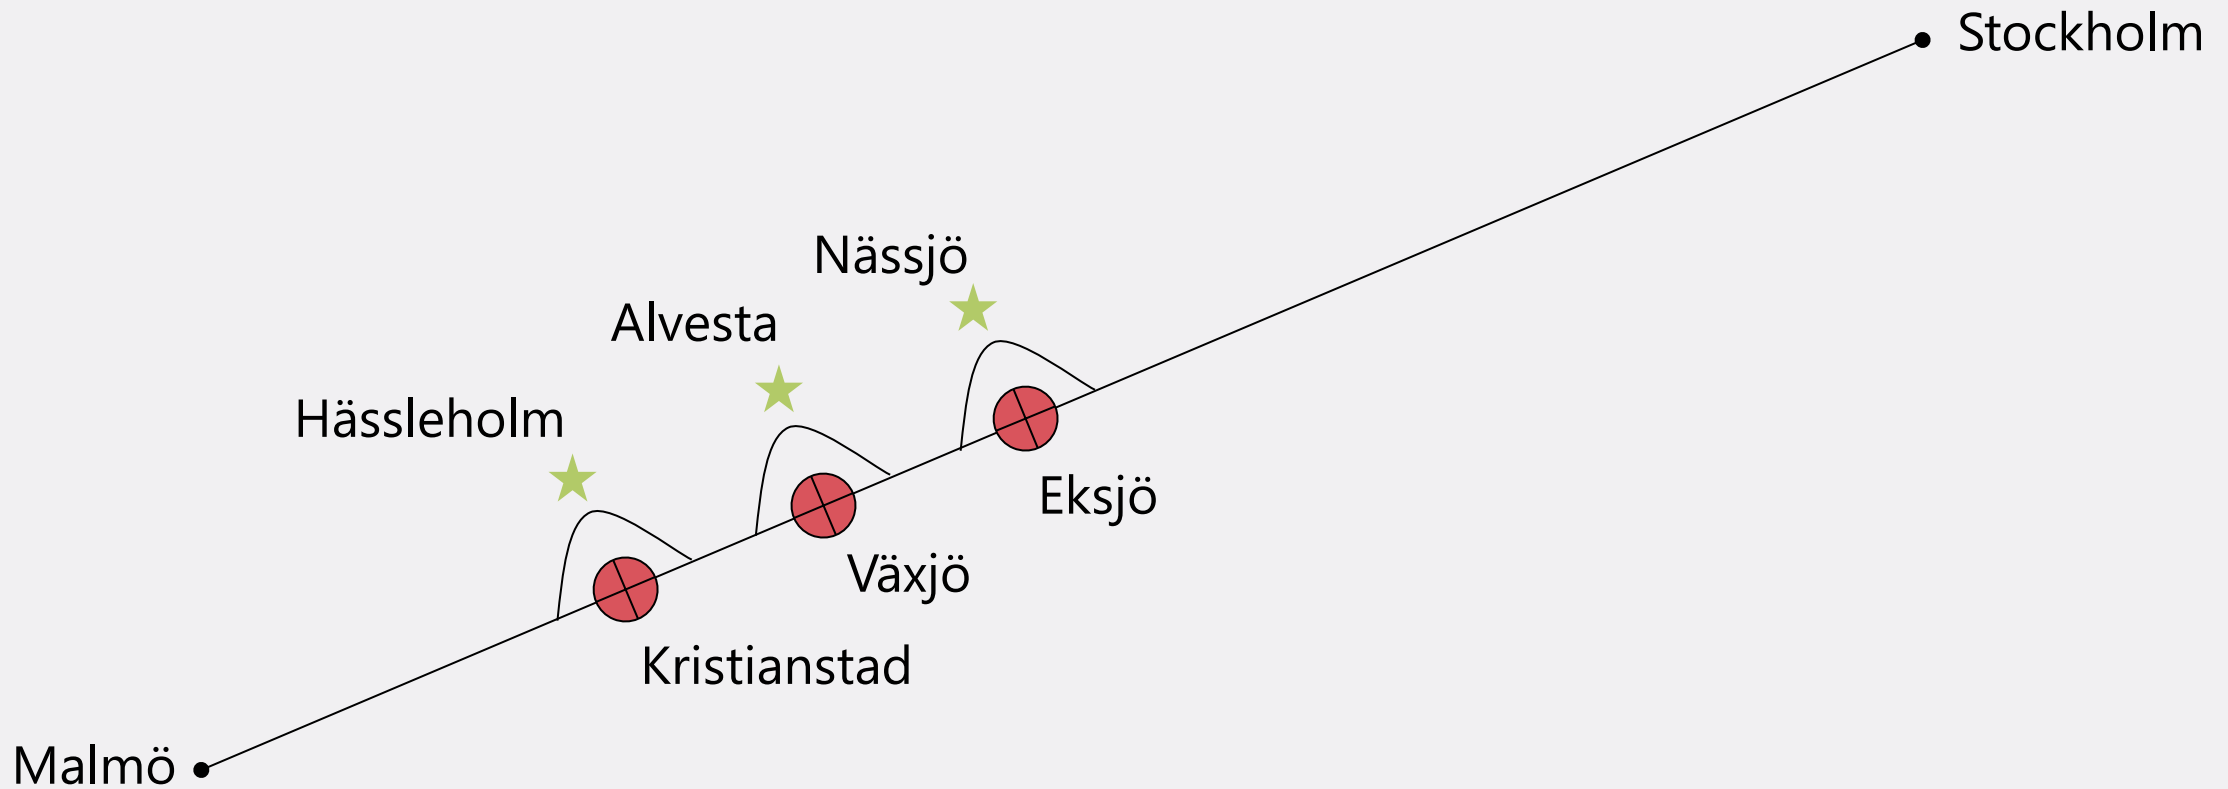 Stockholm
Nässjö
Alvesta
Hässleholm
Eksjö
Växjö
Kristianstad
Malmö